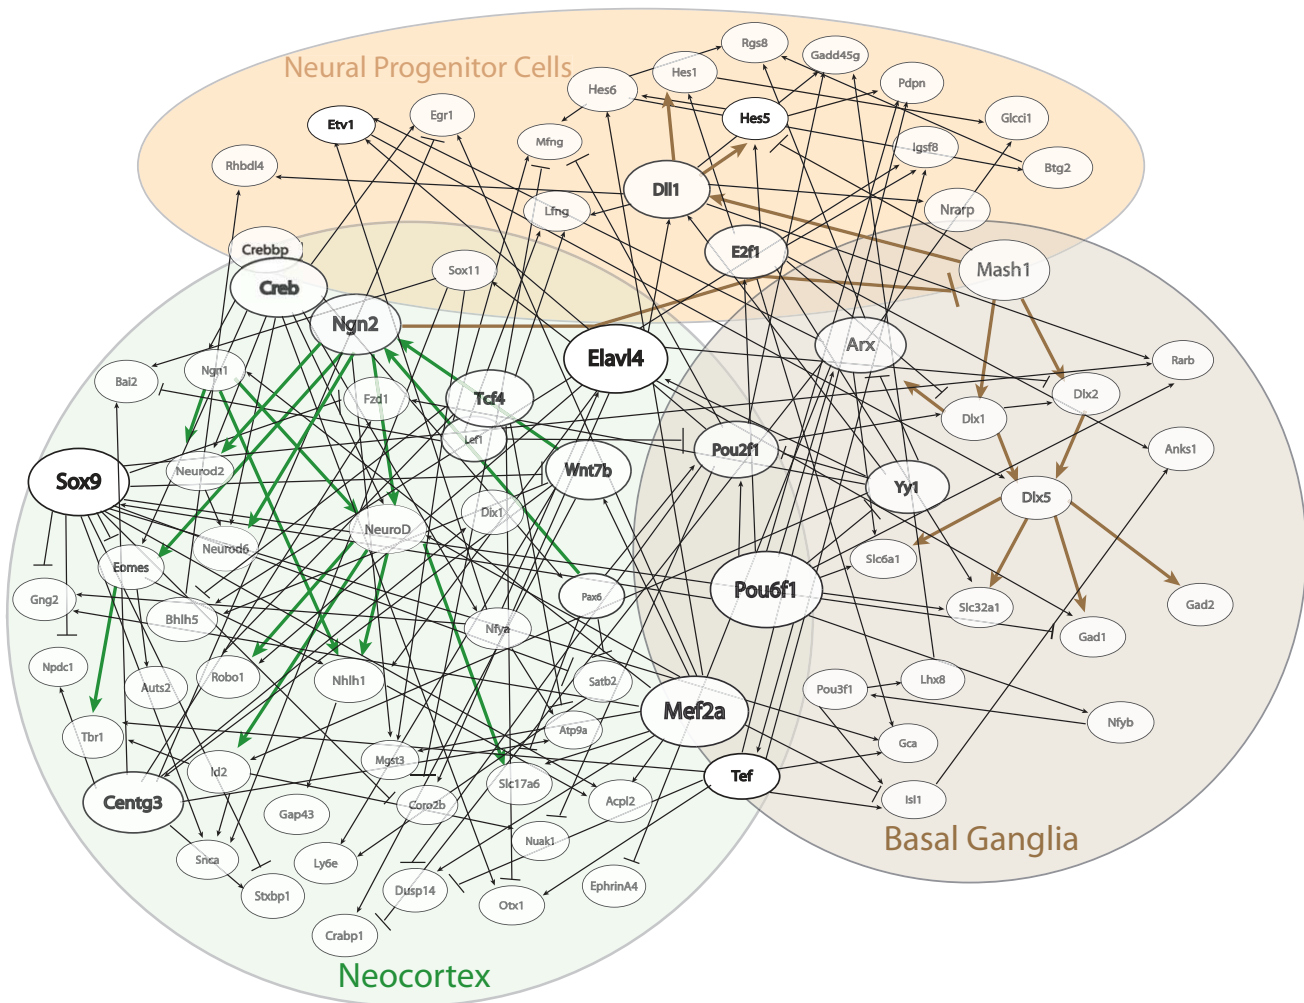 Neural Progenitor Cells
Rgs8
Gadd45g
Hes1
Hes6
Pdpn
Egr1
Etv1
Hes5
Glcci1
Mfng
Igsf8
Btg2
Rhbdl4
Dll1
Lfng
Nrarp
Crebbp
E2f1
Sox11
Mash1
Creb
Ngn2
Elavl4
Arx
Rarb
Bai2
Ngn1
Fzd1
Tcf4
Dlx2
Dlx1
Lef1
Pou2f1
Anks1
Sox9
Neurod2
Wnt7b
Yy1
Dlx5
Dlx1
NeuroD
Neurod6
Slc6a1
Eomes
Pou6f1
Gng2
Bhlh5
Pax6
Slc32a1
Gad2
Nfya
Gad1
Npdc1
Auts2
Robo1
Nhlh1
Satb2
Pou3f1
Lhx8
Mef2a
Nfyb
Tbr1
Atp9a
Gca
Id2
Mgst3
Slc17a6
Tef
Centg3
Gap43
Coro2b
Acpl2
Isl1
Basal Ganglia
Nuak1
Snca
Ly6e
Stxbp1
Dusp14
EphrinA4
Otx1
Crabp1
Neocortex